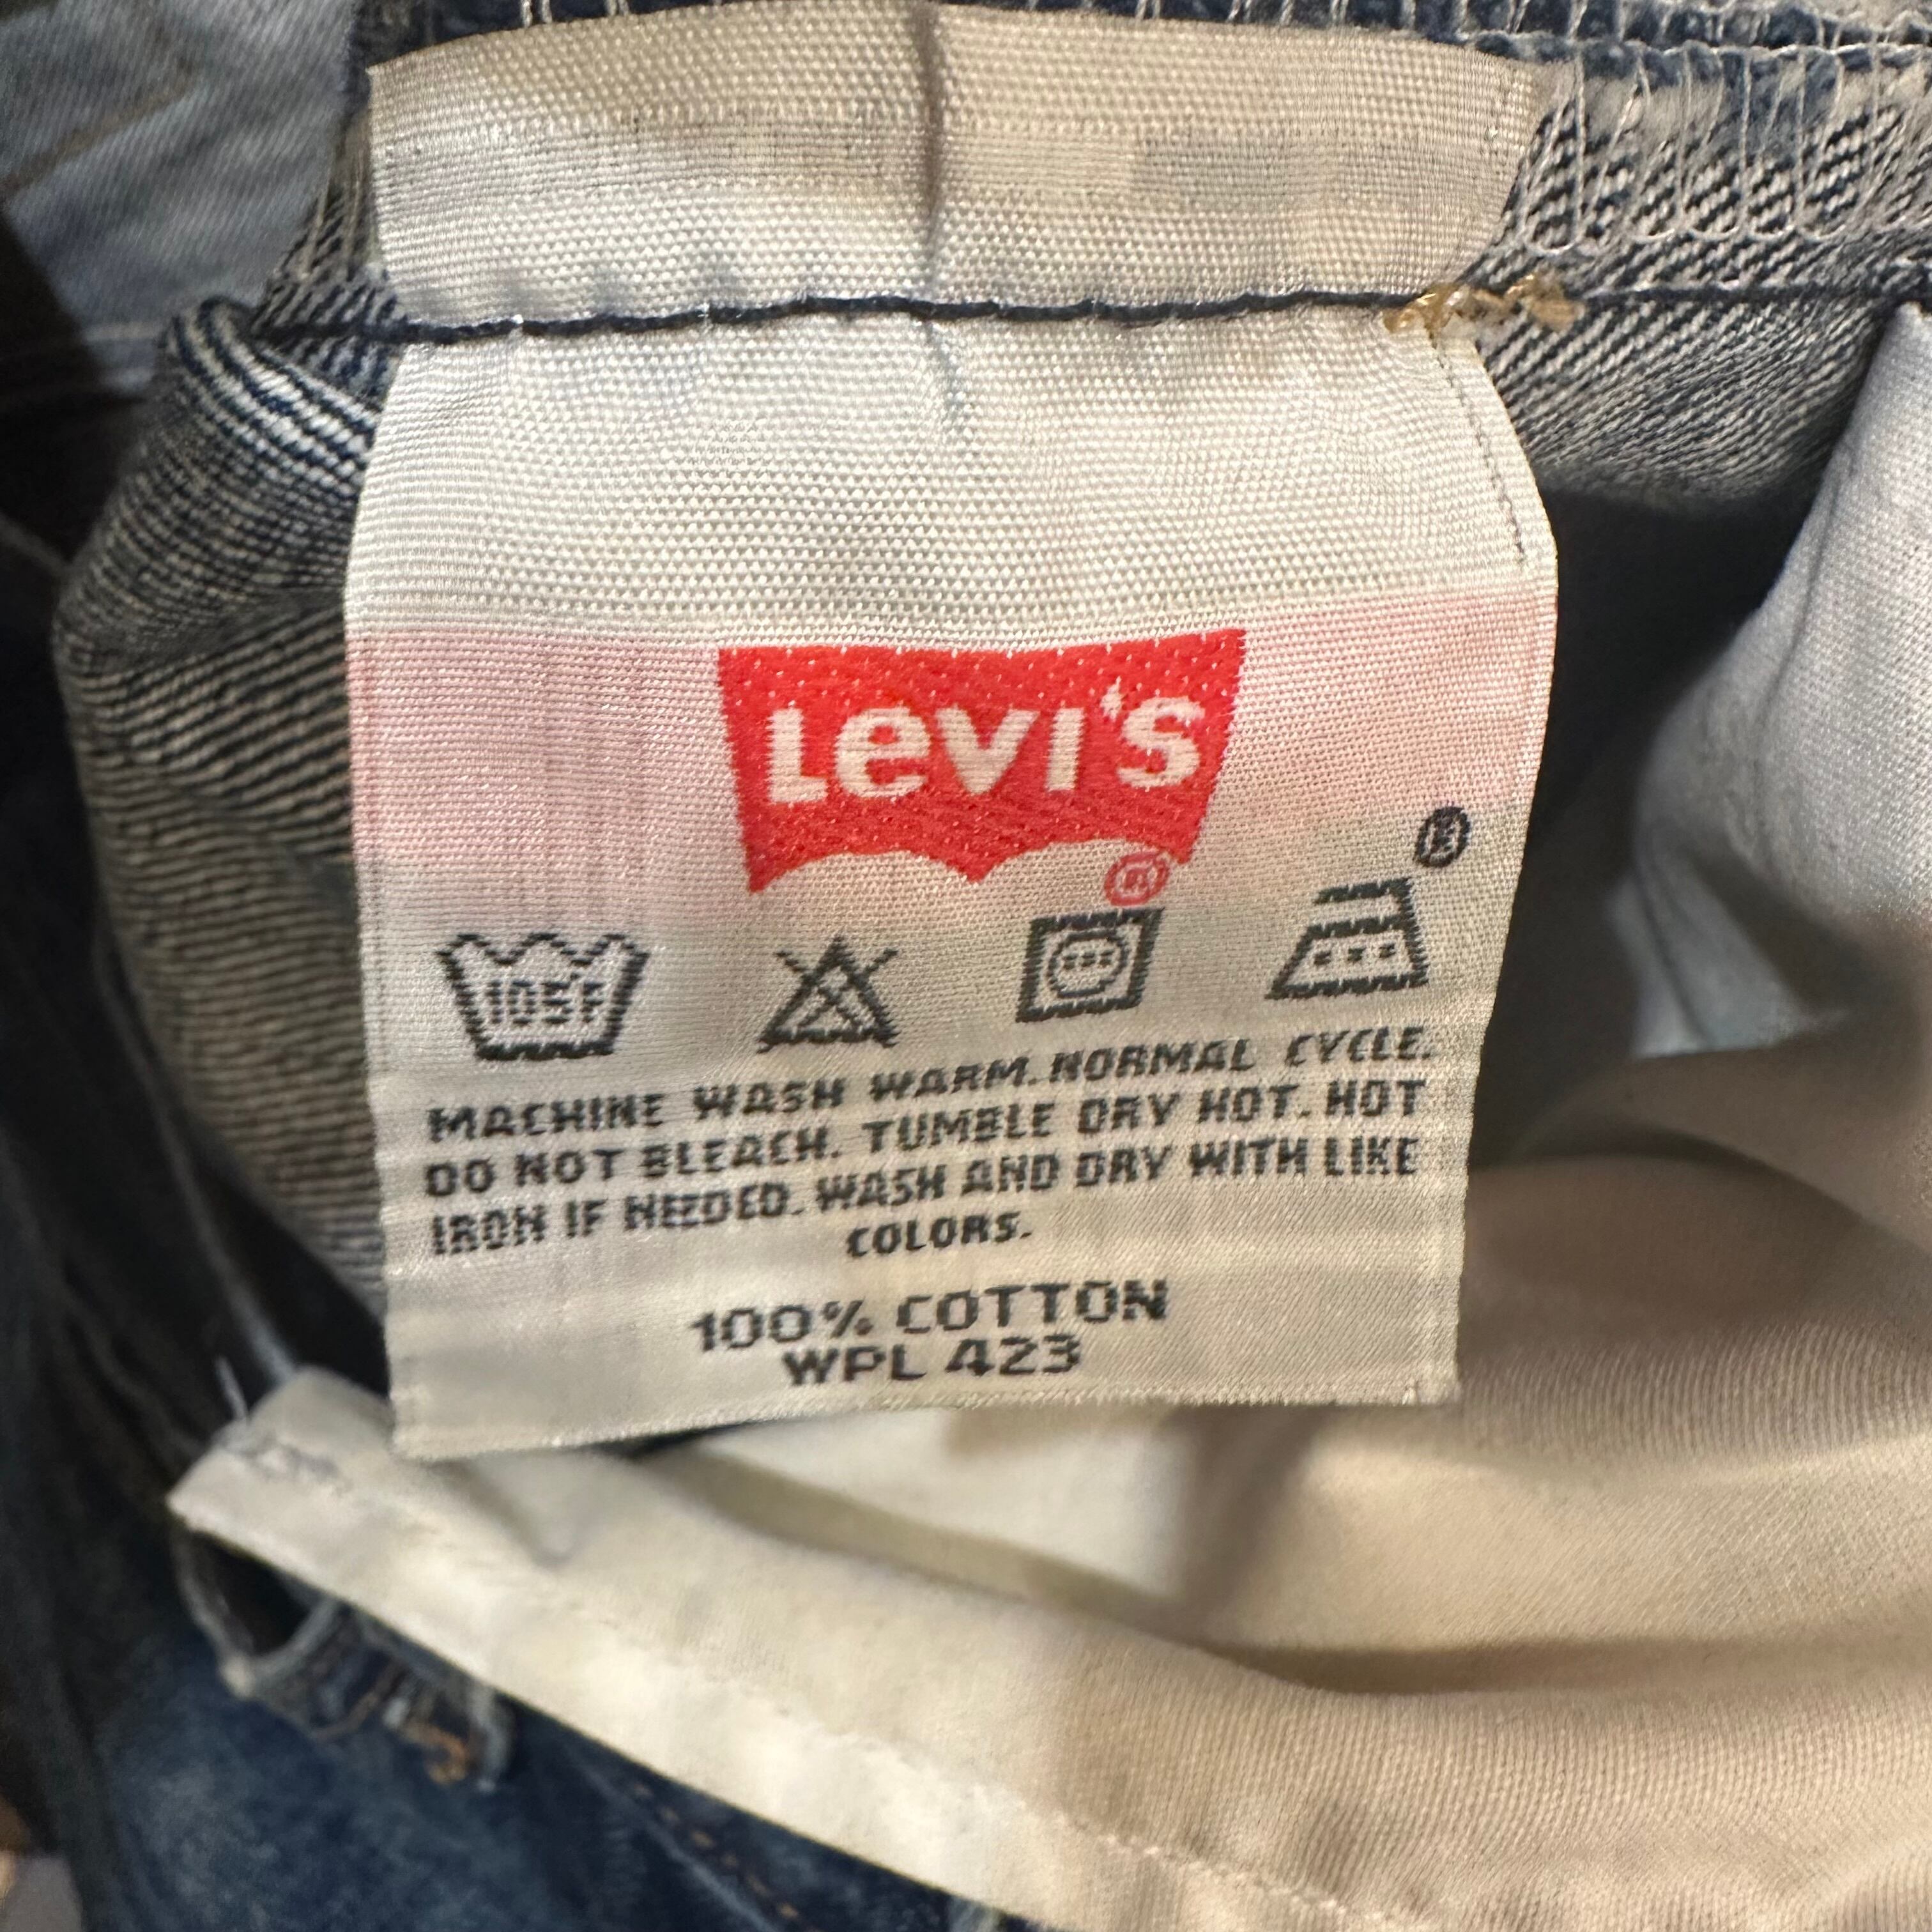 Levi's
®
®
105F
MACHINE WASH WARM. NORMAL CYCLE.
DO NOT BLEACH. TUMBLE DRY HOT. HOT
IRON IF NEEDED. WASH AND DRY WITH LIKE
COLORS.
100% COTTON
WPL 423